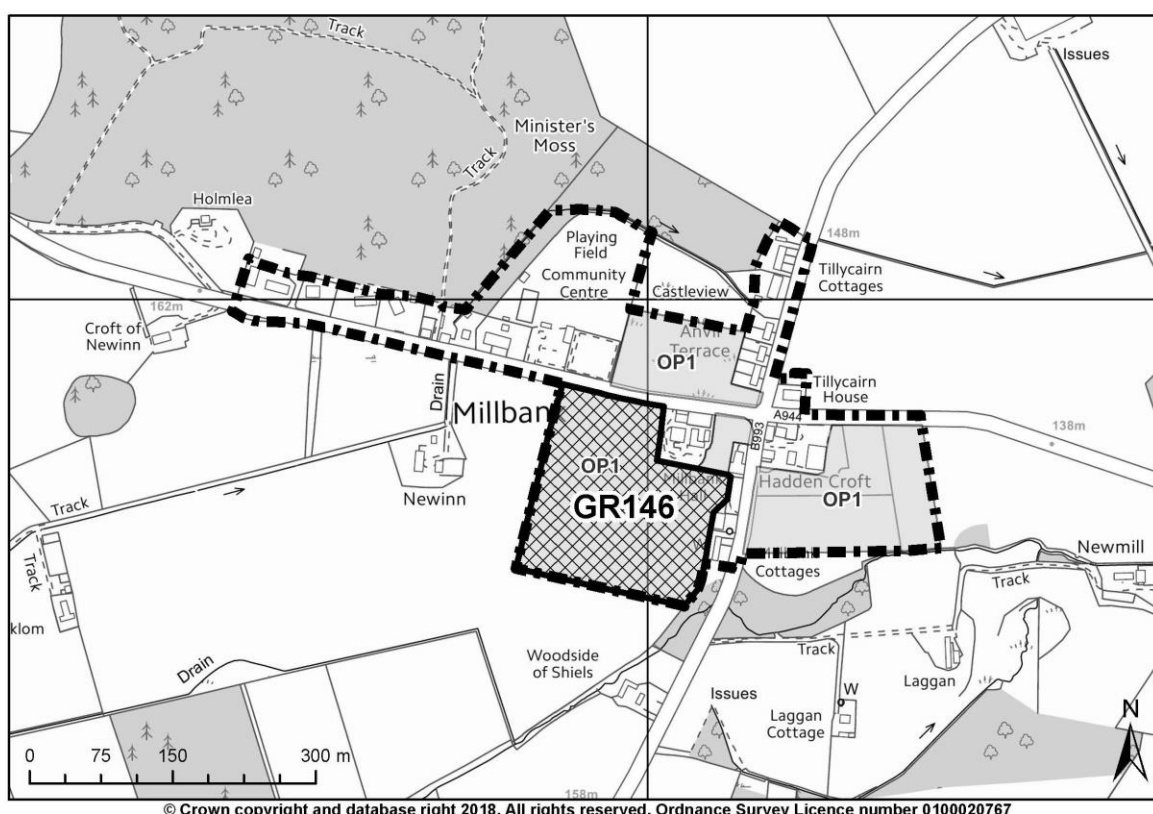 Track
Issues
Minister's
Moss
Track
Holmlea
Playing
Field
148m
Community
Centre
Tillycairn
Cottages
Castleview
162m
Croft of
Newinn
Anvil
Terrace
OP1
Tillycairn
House
Drain
A944
Millban
B993
138m
OP1
Hadden Croft
Millbank
Hall
OP1
GR146
Newinn
Track
Newmill
Cottages
Track
Track
klom
Track
Woodside
of Shiels
Laggan
Drain
Issues
W
Laggan
Cottage
N
0 75 150 300 m
158m
© Crown copyright and database right 2018. All rights reserved. Ordnance Survey Licence number 0100020767